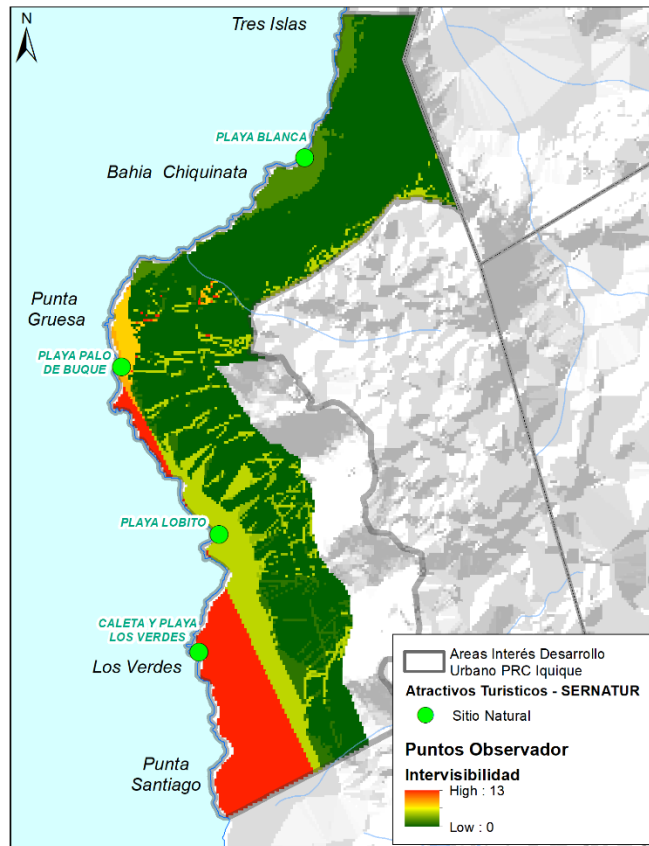 N
Tres Islas
PLAYA BLANCA
Bahia Chiquinata
Punta
Gruesa
PLAYA PALO
DE BUQUE
PLAYA LOBITO
CALETA Y PLAYA
LOS VERDES
Los Verdes
Punta
Santiago
Areas Interés Desarrollo
Urbano PRC Iquique
Atractivos Turisticos - SERNATUR
Sitio Natural
Puntos Observador
Intervisibilidad
High : 13
Low : 0